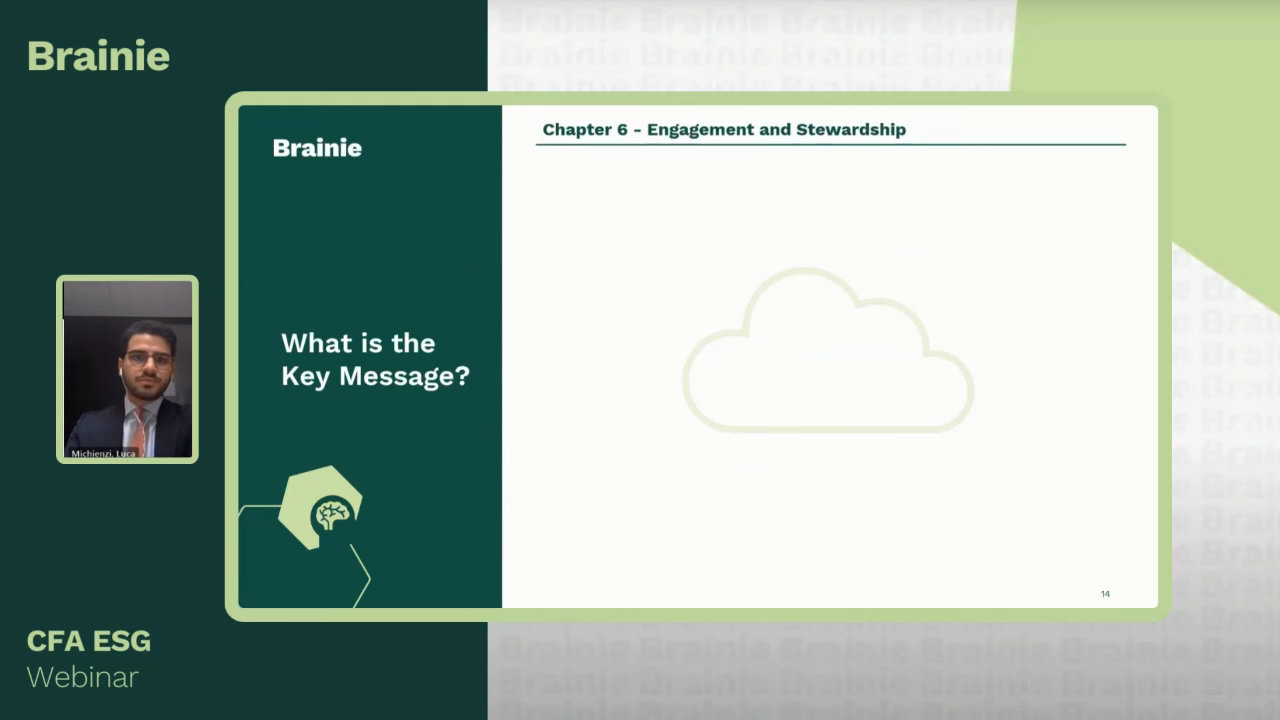 Brainie
Brainie
Chapter 6 - Engagement and Stewardship
What is the
Key Message?
Michienzi, Luca
14
CFA ESG
Webinar